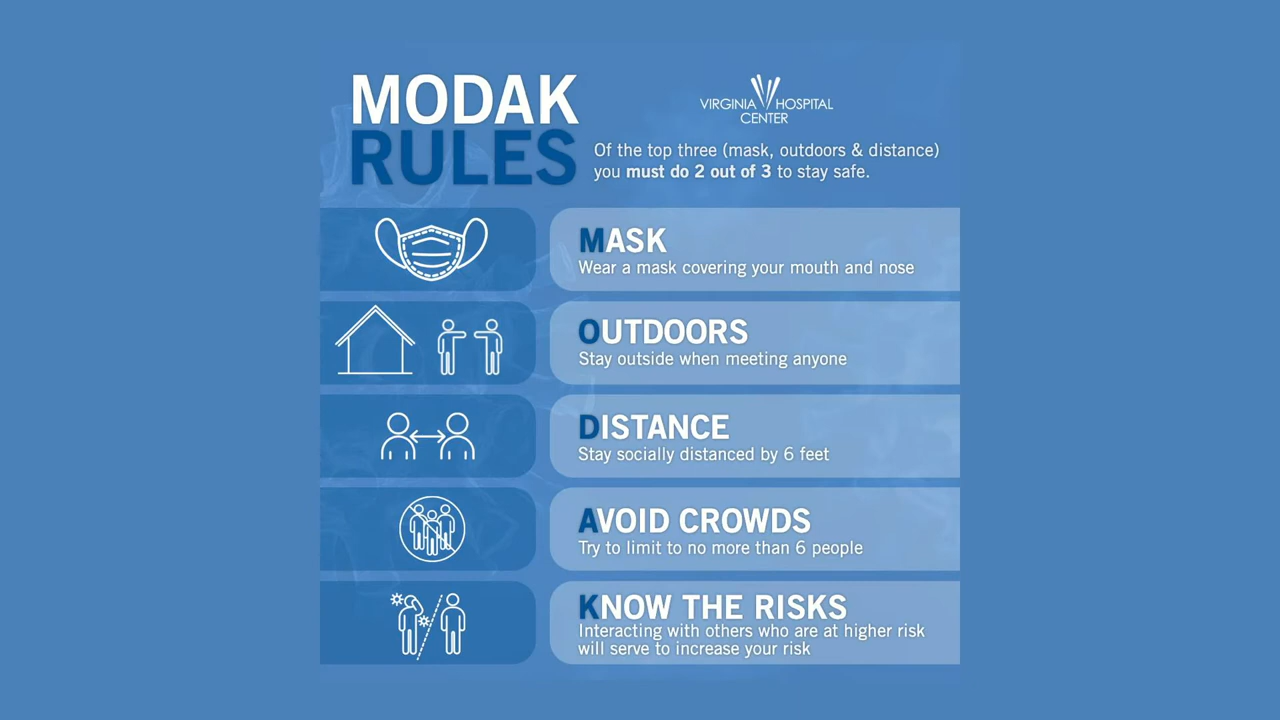 MODAK
RULES
VIRGINIA HOSPITAL
CENTER
Of the top three (mask, outdoors & distance)
you must do 2 out of 3 to stay safe.
MASK
Wear a mask covering your mouth and nose
OUTDOORS
Stay outside when meeting anyone
DISTANCE
Stay socially distanced by 6 feet
AVOID CROWDS
Try to limit to no more than 6 people
KNOW THE RISKS
Interacting with others who are at higher risk
will serve to increase your risk